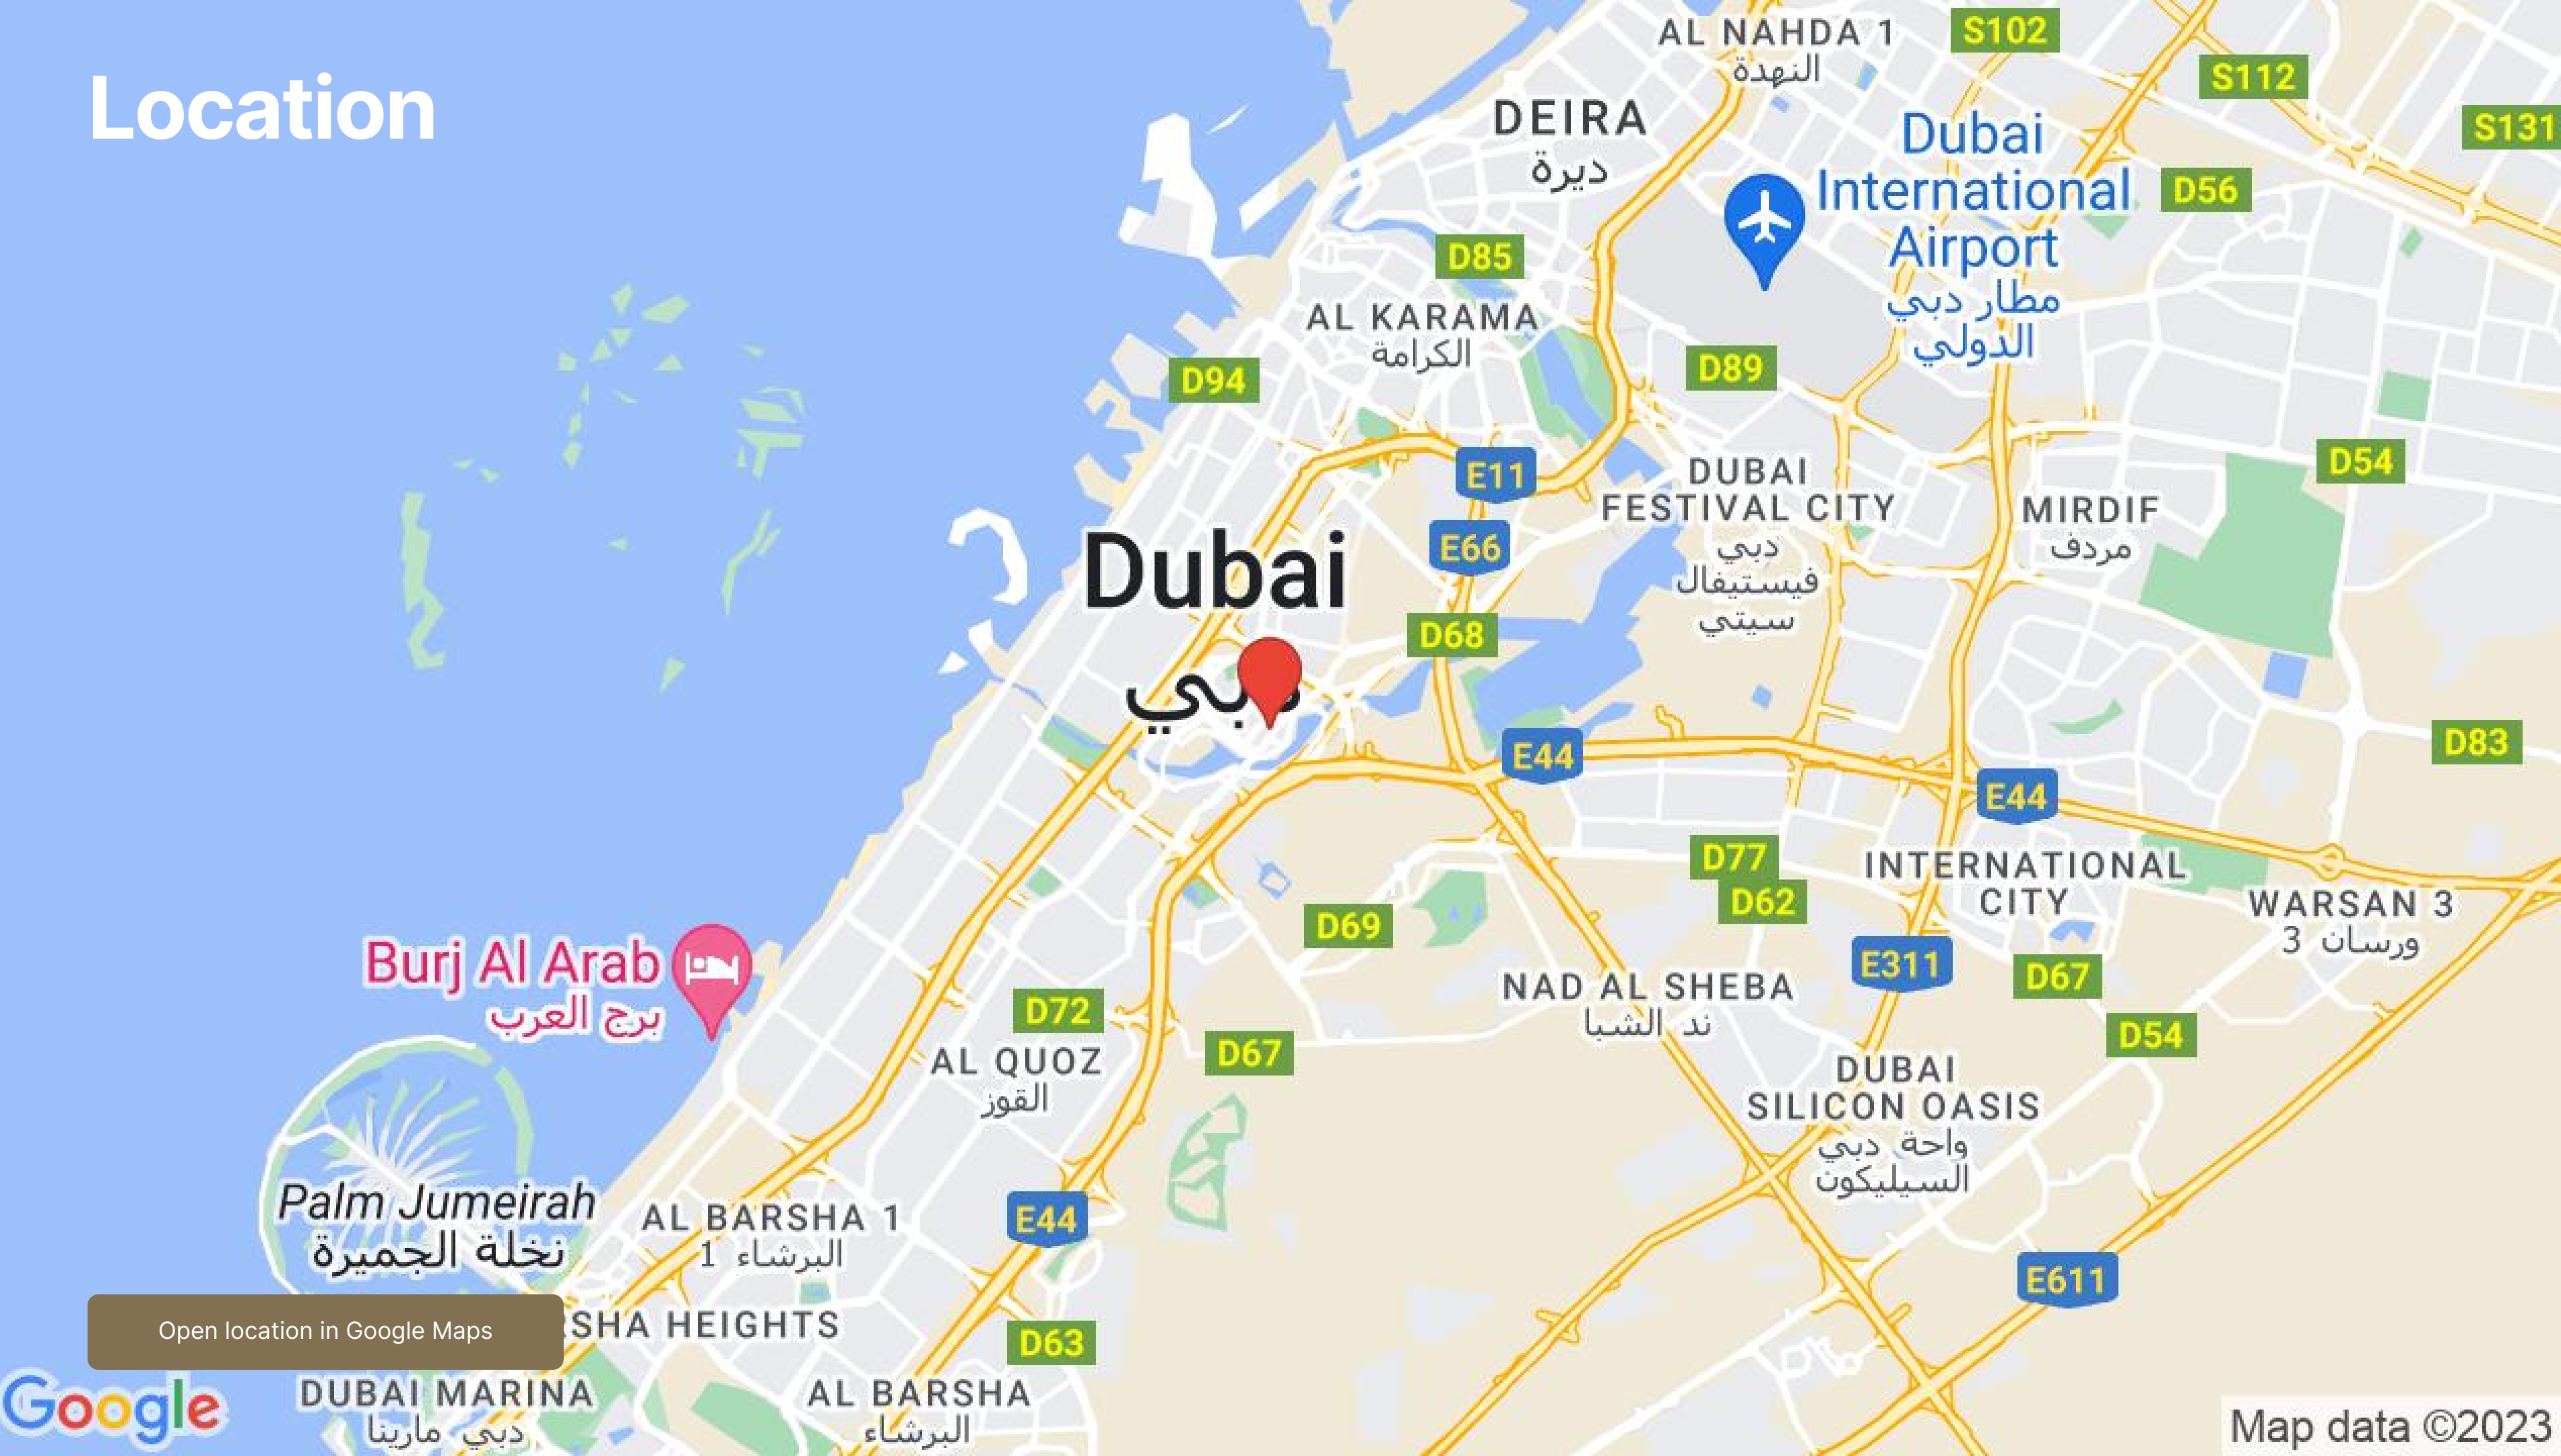 Location
AL NAHDA 1
النهدة
S102
S112
S131
DEIRA
ديرة
Dubai
International
Airport
مطار دبي
الدولي
D56
D85
AL KARAMA
الكرامة
D94
D89
E11
DUBAI
FESTIVAL CITY
دبي
فيستيفال
سيتي
MIRDIF
مردف
D54
E66
Dubai
D68
E44
D83
E44
D77
D62
INTERNATIONAL
CITY
WARSAN 3
ورسان 3
D69
E311
D67
Burj Al Arab
برج العرب
NAD AL SHEBA
ند الشبا
D72
D67
D54
AL QUOZ
القوز
DUBAI
SILICON OASIS
واحة دبي
السيليكون
Palm Jumeirah
نخلة الجميرة
AL BARSHA 1
البرشاء 1
E44
E611
Open location in Google Maps
SHA HEIGHTS
D63
Google
DUBAI MARINA
دبي مارينا
AL BARSHA
البرشاء
Map data ©2023